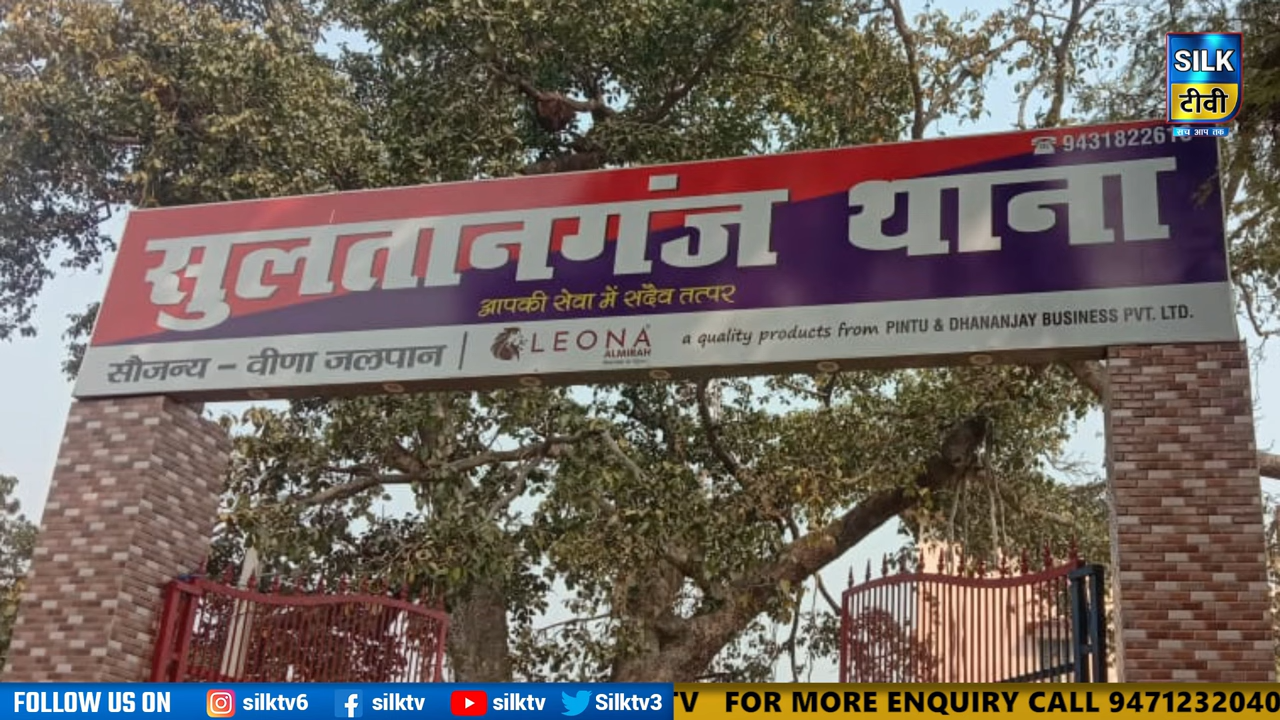 SILK
टीवी
सच आप तक
सुलतानगंज थाना
आपकी सेवा में सदैव तत्पर
सौजन्य – वीणा जलपान | LEONA ALMIRAH a quality products from PINTU & DHANANJAY BUSINESS PVT. LTD.
FOLLOW US ON silktv6 silktv silktv Silktv3 TV FOR MORE ENQUIRY CALL 9471232040